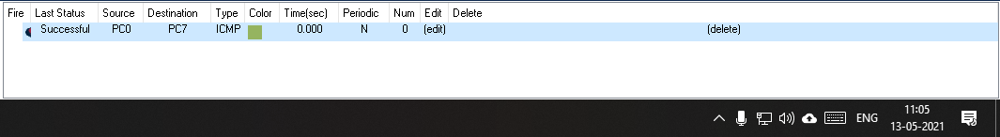 Fire Last Status Source Destination Type Color Time(sec) Periodic Num Edit Delete
Successful PC0 PC7 ICMP 0.000 N 0 (edit) (delete)
ENG 11:05
13-05-2021